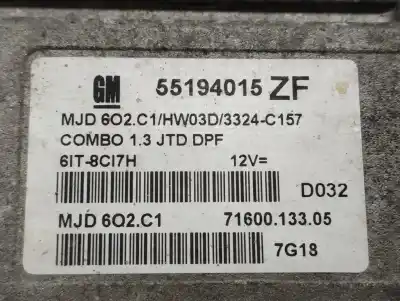 GM 55194015 ZF
MJD 6O2.C1/HW03D/3324-C157
COMBO 1.3 JTD DPF
6IT-8CI7H 12V=
D032
MJD 6O2.C1 71600.133.05
7G18